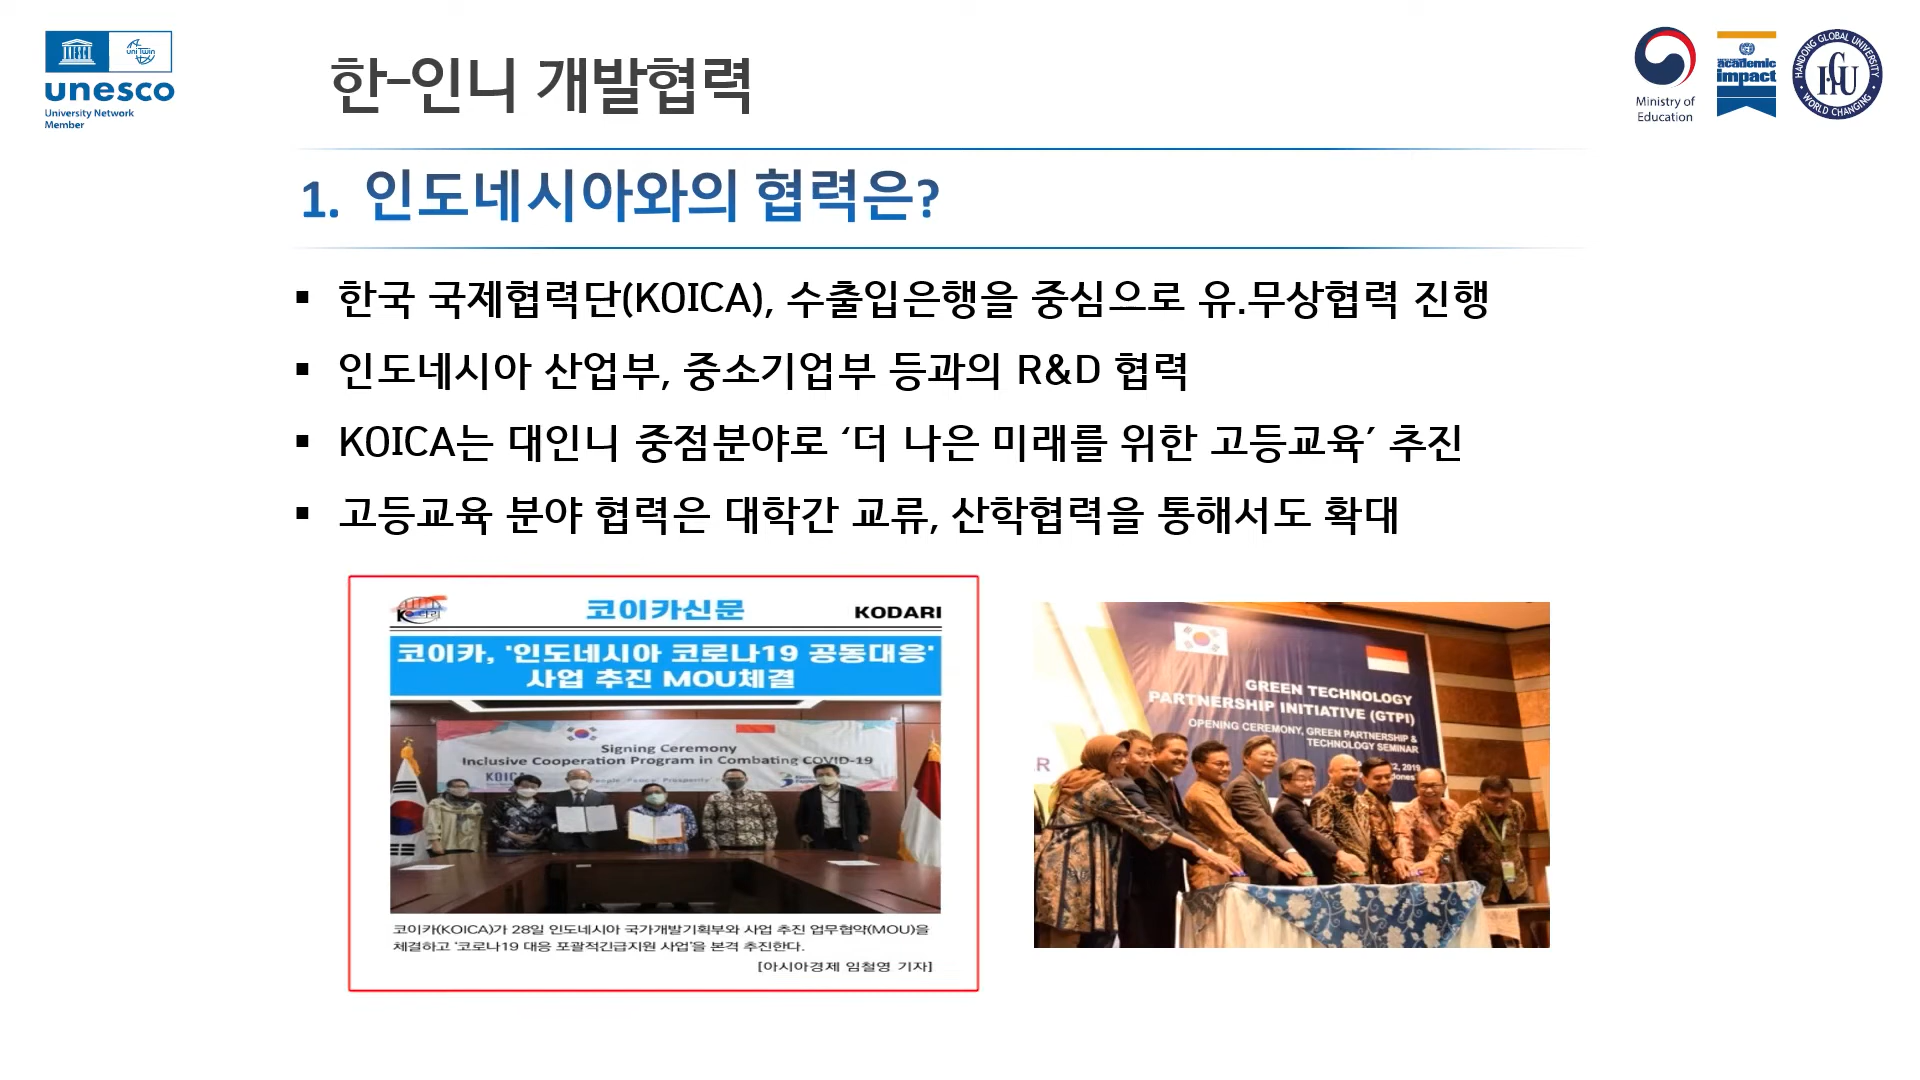 unesco
uni twin
University Network
Member
한-인니 개발협력
Ministry of
Education
academic
impact
HANDONG GLOBAL UNIVERSITY
HGU
WORLD CHANGING
1. 인도네시아와의 협력은?
▪ 한국 국제협력단(KOICA), 수출입은행을 중심으로 유.무상협력 진행
▪ 인도네시아 산업부, 중소기업부 등과의 R&D 협력
▪ KOICA는 대인니 중점분야로 ‘더 나은 미래를 위한 고등교육’ 추진
▪ 고등교육 분야 협력은 대학간 교류, 산학협력을 통해서도 확대
코이카신문
KODARI
코이카, '인도네시아 코로나19 공동대응'
사업 추진 MOU체결
Signing Ceremony
Inclusive Cooperation Program in Combating COVID-19
KOICA
People Peace Prosperity
코이카(KOICA)가 28일 인도네시아 국가개발기획부와 사업 추진 업무협약(MOU)을
체결하고 '코로나19 대응 포괄적긴급지원 사업'을 본격 추진한다.
[아시아경제 임철영 기자]
GREEN TECHNOLOGY
PARTNERSHIP INITIATIVE (GTPI)
OPENING CEREMONY, GREEN PARTNERSHIP &
TECHNOLOGY SEMINAR
2019
R